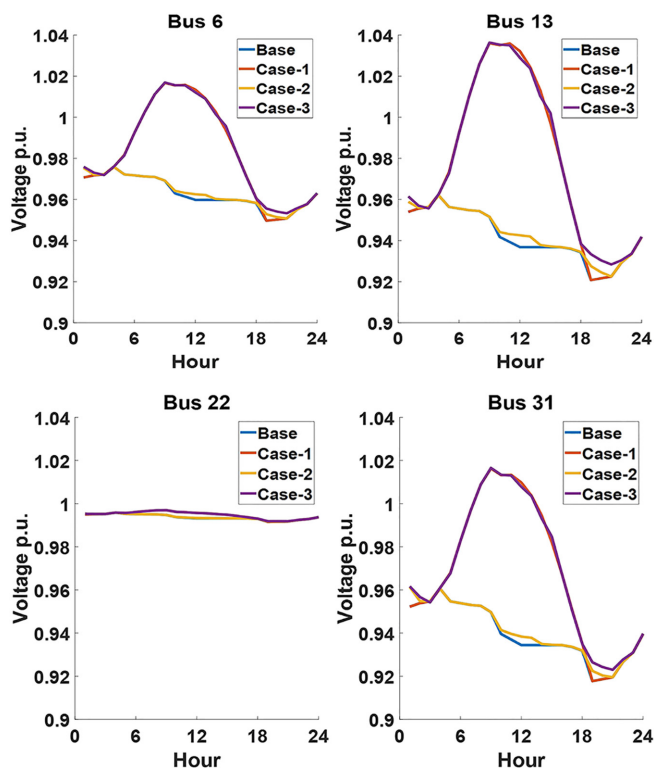 Bus 6
1.04
1.02
1
0.98
0.96
0.94
0.92
0.9
Voltage p.u.
Base
Case-1
Case-2
Case-3
0 6 12 18 24
Hour
Bus 13
1.04
1.02
1
0.98
0.96
0.94
0.92
0.9
Voltage p.u.
Base
Case-1
Case-2
Case-3
0 6 12 18 24
Hour
Bus 22
1.04
1.02
1
0.98
0.96
0.94
0.92
0.9
Voltage p.u.
Base
Case-1
Case-2
Case-3
0 6 12 18 24
Hour
Bus 31
1.04
1.02
1
0.98
0.96
0.94
0.92
0.9
Voltage p.u.
Base
Case-1
Case-2
Case-3
0 6 12 18 24
Hour